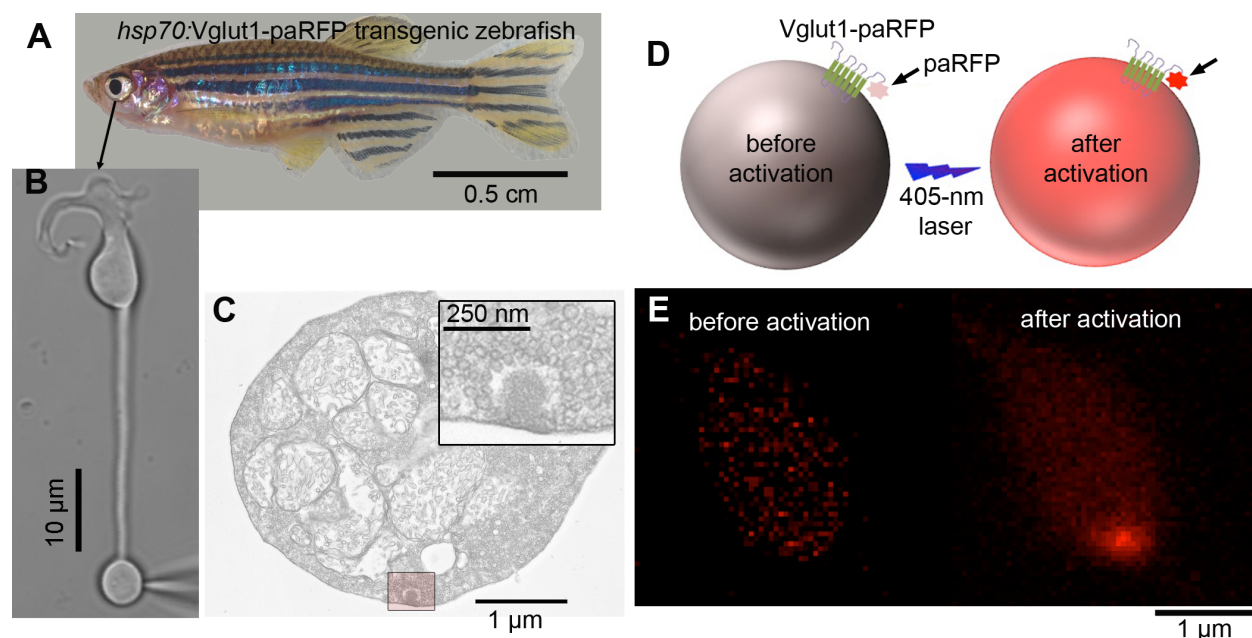 A
hsp70:Vglut1-paRFP transgenic zebrafish
0.5 cm
B
10 µm
C
250 nm
1 µm
D
Vglut1-paRFP
paRFP
before
activation
405-nm
laser
after
activation
E
before activation
after activation
1 µm